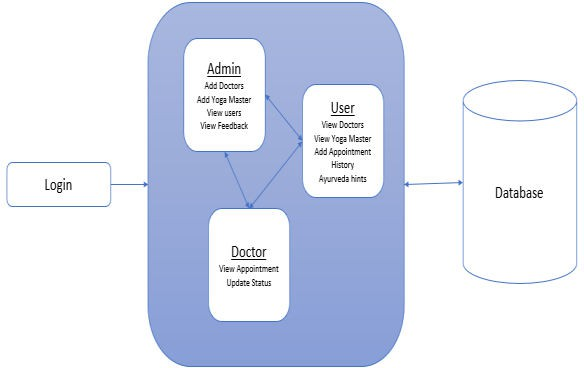 Login
Admin
Add Doctors
Add Yoga Master
View users
View Feedback
User
View Doctors
View Yoga Master
Add Appointment
History
Ayurveda hints
Doctor
View Appointment
Update Status
Database